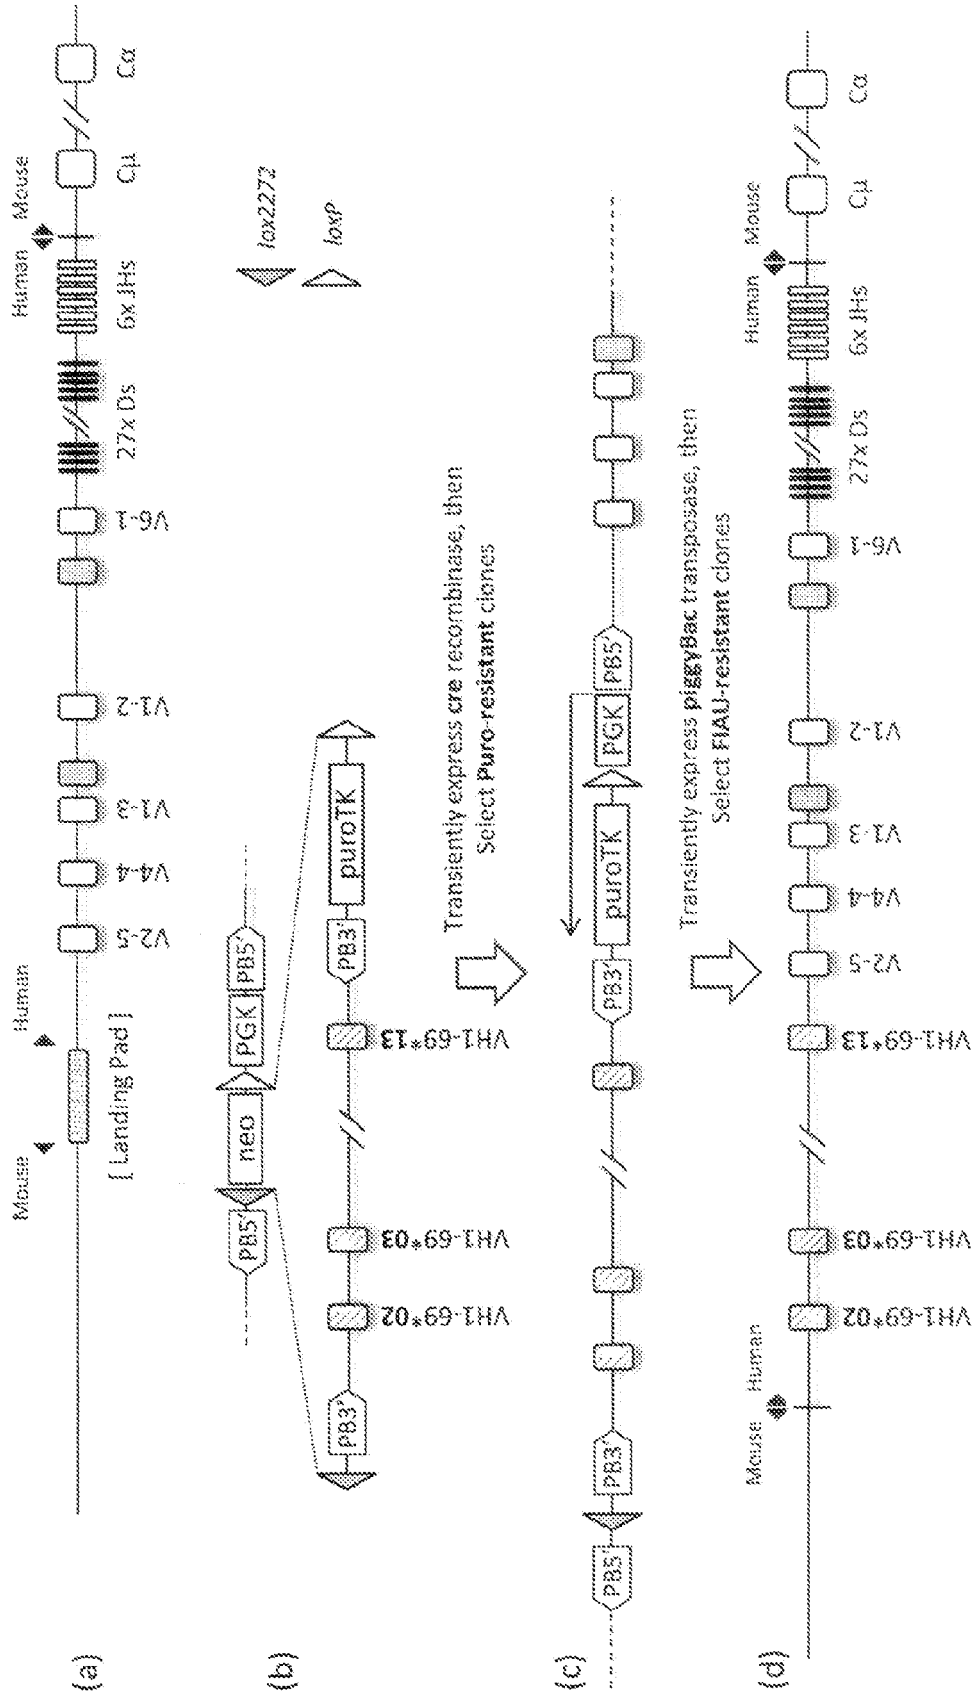 (a)
Mouse Human
[ Landing Pad ]
V2-5 V4-4 V1-3 V1-2 V6-1 27x Ds 6x JHs Cμ Cα
Human Mouse
(b)
PB5' neo PGK PB5'
lox2272
loxP
PB3' PB3' puroTK
VH1-69*02 VH1-69*03 VH1-69*13
Transiently express cre recombinase, then
Select Puro-resistant clones
(c)
PB5' PB3' PB3' puroTK PGK PB5'
Transiently express piggyBac transposase, then
Select FIAU-resistant clones
(d)
Mouse Human
Human Mouse
VH1-69*02 VH1-69*03 VH1-69*13 V2-5 V4-4 V1-3 V1-2 V6-1 27x Ds 6x JHs Cμ Cα